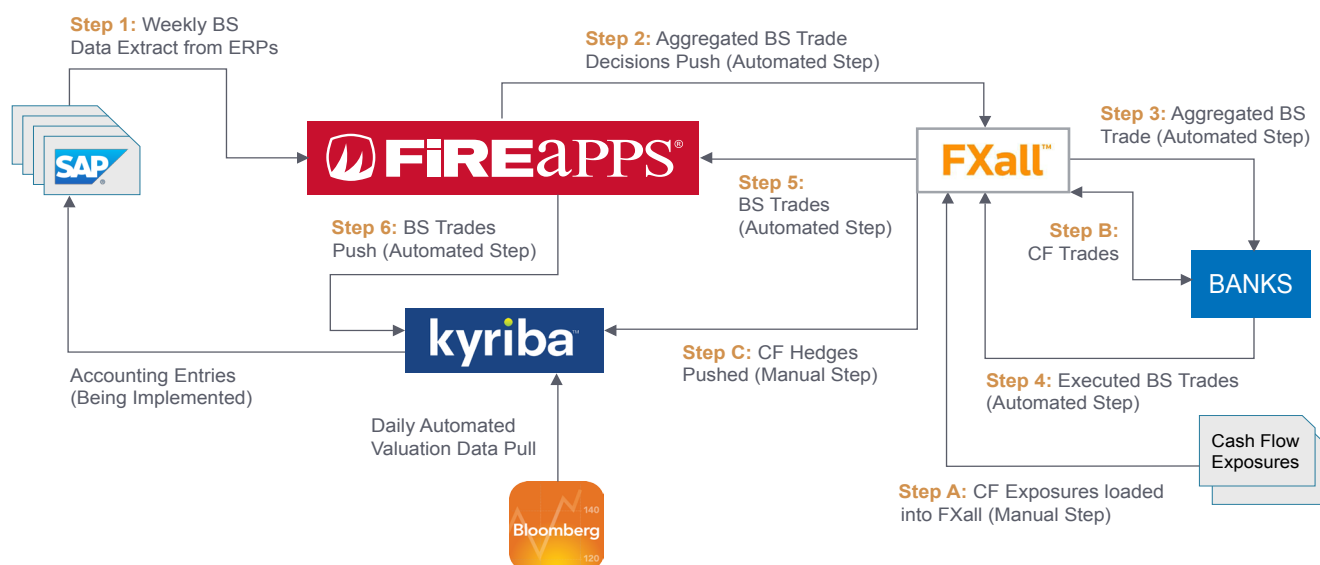 Step 1: Weekly BS
Data Extract from ERPs
Step 2: Aggregated BS Trade
Decisions Push (Automated Step)
Step 3: Aggregated BS
Trade (Automated Step)
SAP
®
FiREaPPS®
FXall™
Step 5:
BS Trades
(Automated Step)
Step 6: BS Trades
Push (Automated Step)
Step B:
CF Trades
BANKS
kyriba™
Step C: CF Hedges
Pushed (Manual Step)
Step 4: Executed BS Trades
(Automated Step)
Accounting Entries
(Being Implemented)
Daily Automated
Valuation Data Pull
Cash Flow
Exposures
Step A: CF Exposures loaded
into FXall (Manual Step)
140
Bloomberg
120